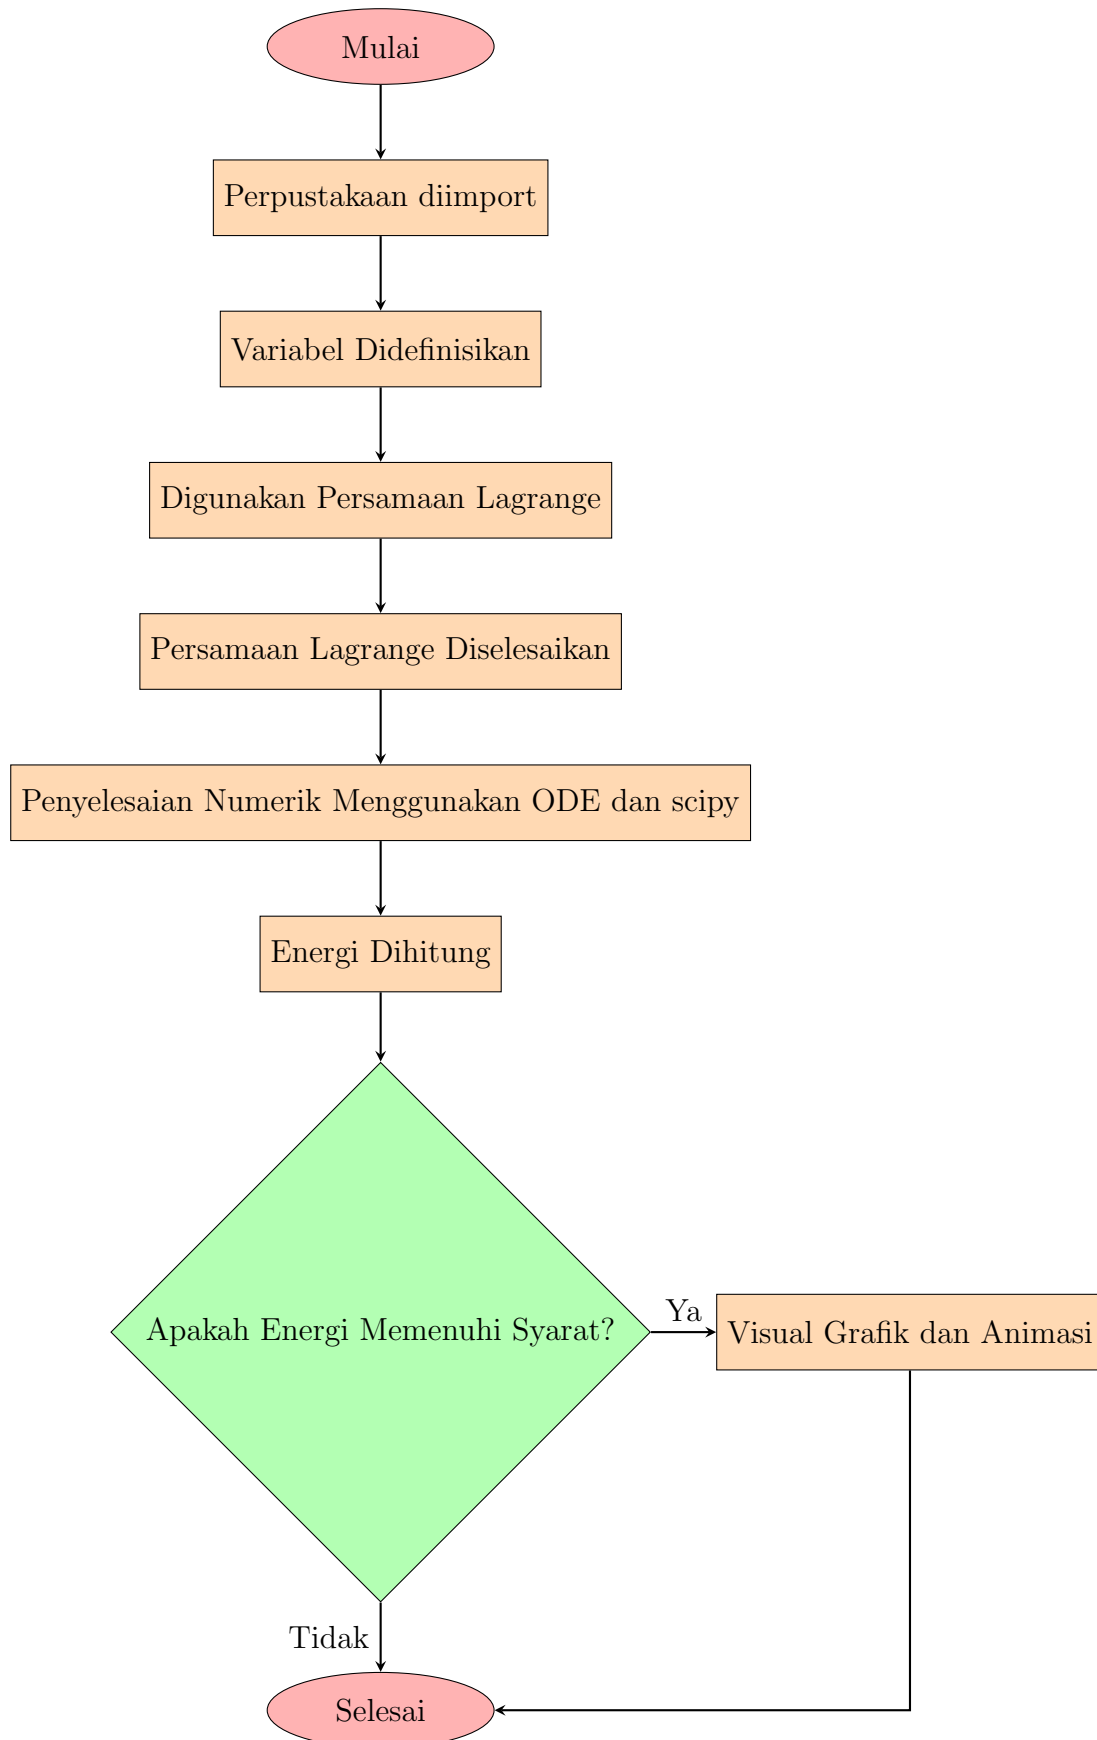 Mulai
Perpustakaan diimport
Variabel Didefinisikan
Digunakan Persamaan Lagrange
Persamaan Lagrange Diselesaikan
Penyelesaian Numerik Menggunakan ODE dan scipy
Energi Dihitung
Apakah Energi Memenuhi Syarat?
Ya
Visual Grafik dan Animasi
Tidak
Selesai